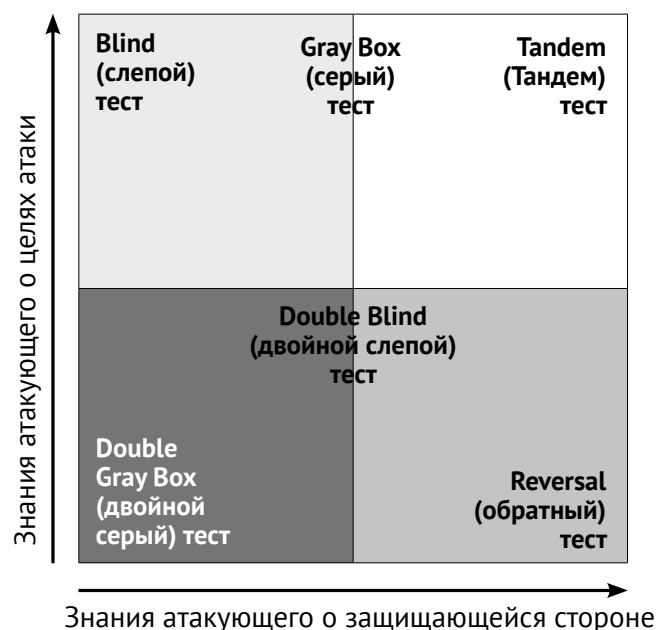 Знания атакующего о целях атаки
Blind
(слепой)
тест
Gray Box
(серый)
тест
Tandem
(Тандем)
тест
Double Blind
(двойной слепой)
тест
Double
Gray Box
(двойной
серый) тест
Reversal
(обратный)
тест
Знания атакующего о защищающейся стороне